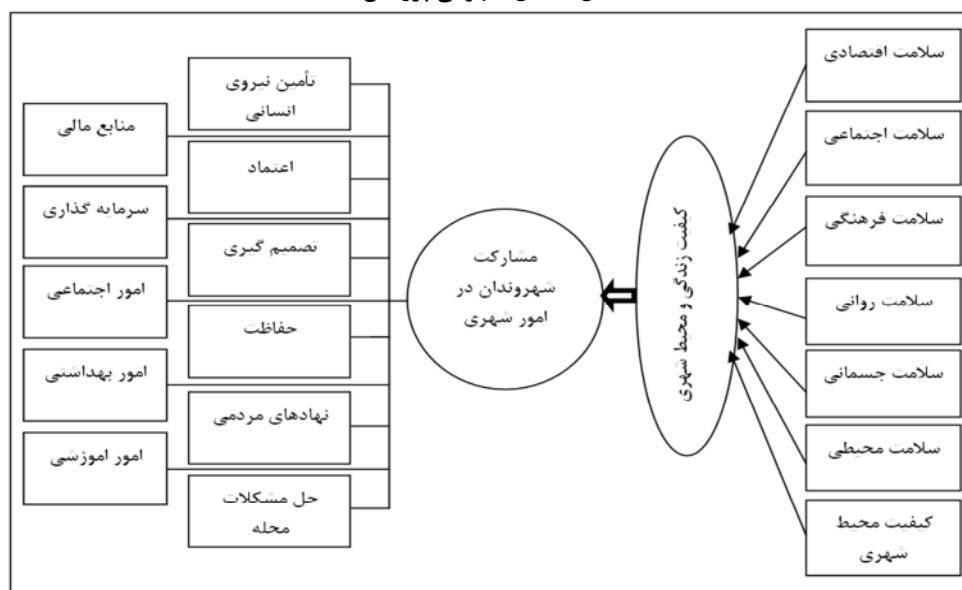 سلامت اقتصادی
سلامت اجتماعی
سلامت فرهنگی
سلامت روانی
سلامت جسمانی
سلامت محیطی
کیفیت محیط
شهری
کیفیت زندگی و محیط شهری
مشارکت
شهروندان در
امور شهری
تأمین نیروی
انسانی
اعتماد
تصمیم گیری
حفاظت
نهادهای مردمی
حل مشکلات
محله
منابع مالی
سرمایه گذاری
امور اجتماعی
امور بهداشتی
امور اموزشی